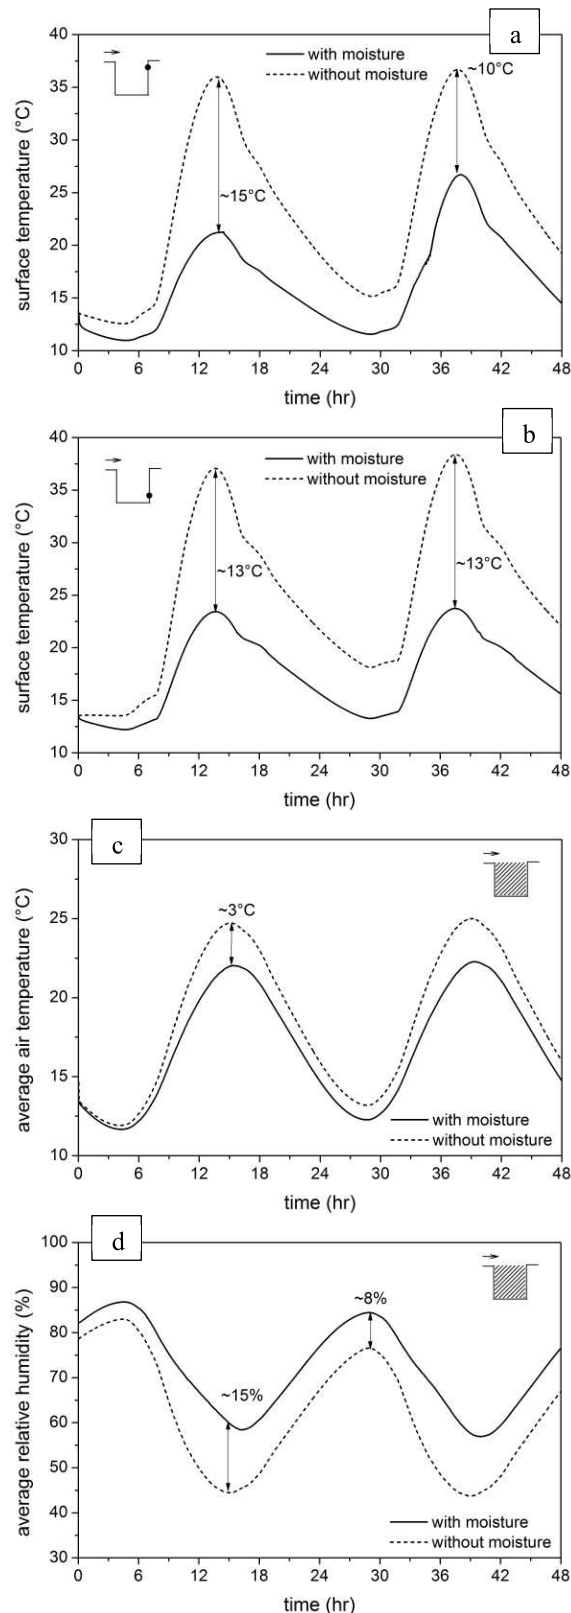 a
40
with moisture
without moisture
~10°C
35
30
25
~15°C
20
15
10
0 6 12 18 24 30 36 42 48
surface temperature (°C)
time (hr)
b
40
with moisture
without moisture
35
30
~13°C ~13°C
25
20
15
10
0 6 12 18 24 30 36 42 48
surface temperature (°C)
time (hr)
c
30
25
~3°C
20
15
with moisture
without moisture
10
0 6 12 18 24 30 36 42 48
average air temperature (°C)
time (hr)
d
100
90
~8%
80
70
~15%
60
50
40
with moisture
without moisture
30
0 6 12 18 24 30 36 42 48
average relative humidity (%)
time (hr)